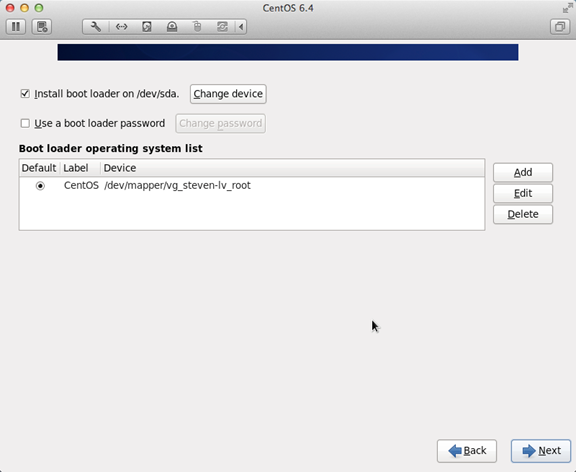 CentOS 6.4
Install boot loader on /dev/sda. Change device
Use a boot loader password Change password
Boot loader operating system list
Default Label Device
CentOS /dev/mapper/vg_steven-lv_root
Add
Edit
Delete
Back Next